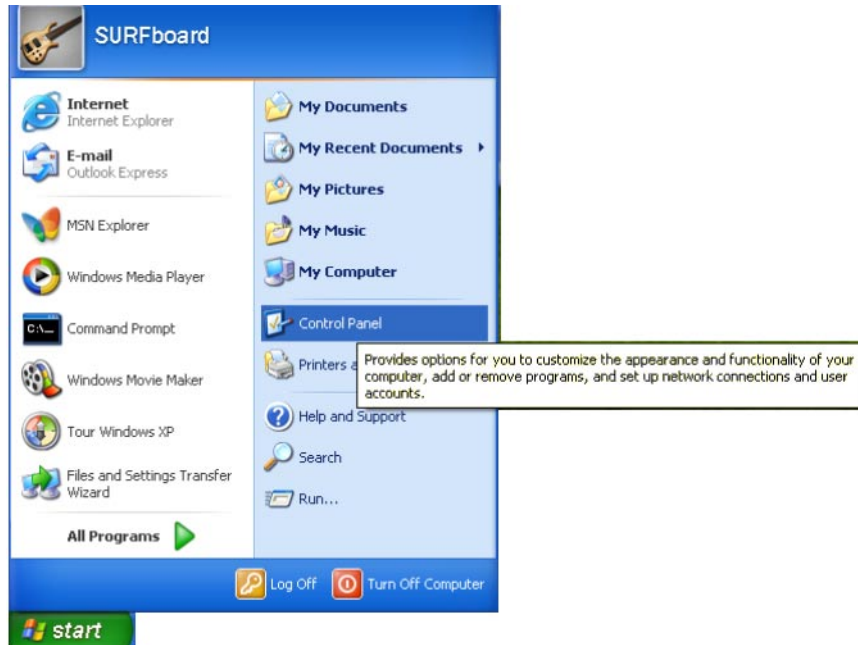 SURFboard
Internet
Internet Explorer
E-mail
Outlook Express
MSN Explorer
Windows Media Player
C:\_
Command Prompt
Windows Movie Maker
Tour Windows XP
Files and Settings Transfer
Wizard
All Programs
My Documents
My Recent Documents
My Pictures
My Music
My Computer
Control Panel
Printers a
Provides options for you to customize the appearance and functionality of your
computer, add or remove programs, and set up network connections and user
accounts.
Help and Support
Search
Run...
Log Off
Turn Off Computer
start